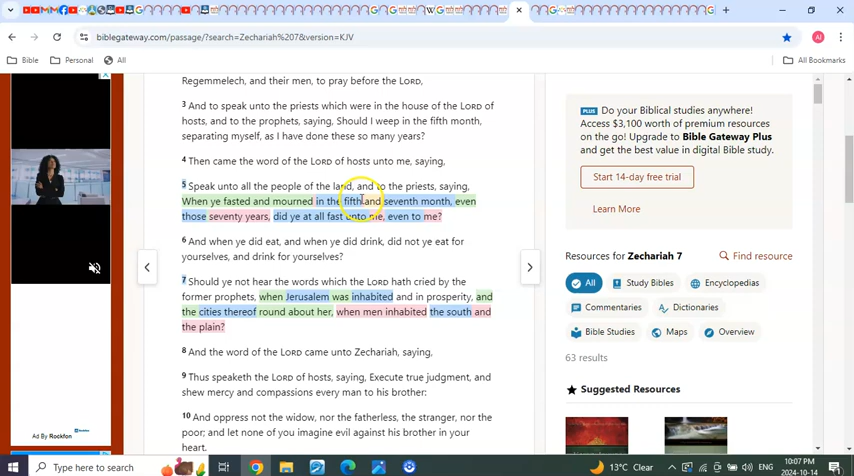 biblegateway.com/passage/?search=Zechariah%207&version=KJV
AI
Bible
Personal
All
All Bookmarks
Regemmelech, and their men, to pray before the LORD,
3 And to speak unto the priests which were in the house of the LORD of
hosts, and to the prophets, saying, Should I weep in the fifth month,
separating myself, as I have done these so many years?
4 Then came the word of the LORD of hosts unto me, saying,
5 Speak unto all the people of the land, and to the priests, saying,
When ye fasted and mourned in the fifth and seventh month, even
those seventy years, did ye at all fast unto me, even to me?
6 And when ye did eat, and when ye did drink, did not ye eat for
yourselves, and drink for yourselves?
7 Should ye not hear the words which the LORD hath cried by the
former prophets, when Jerusalem was inhabited and in prosperity, and
the cities thereof round about her, when men inhabited the south and
the plain?
8 And the word of the LORD came unto Zechariah, saying,
9 Thus speaketh the LORD of hosts, saying, Execute true judgment, and
shew mercy and compassions every man to his brother:
10 And oppress not the widow, nor the fatherless, the stranger, nor the
poor; and let none of you imagine evil against his brother in your
heart.
Ad By Rockfon
PLUS Do your Biblical studies anywhere!
Access $3,100 worth of premium resources
on the go! Upgrade to Bible Gateway Plus
and get the best value in digital Bible study.
Start 14-day free trial
Learn More
Resources for Zechariah 7
Find resource
All
Study Bibles
Encyclopedias
Commentaries
Dictionaries
Bible Studies
Maps
Overview
63 results
Suggested Resources
Type here to search
13°C Clear
ENG
10:07 PM
2024-10-14